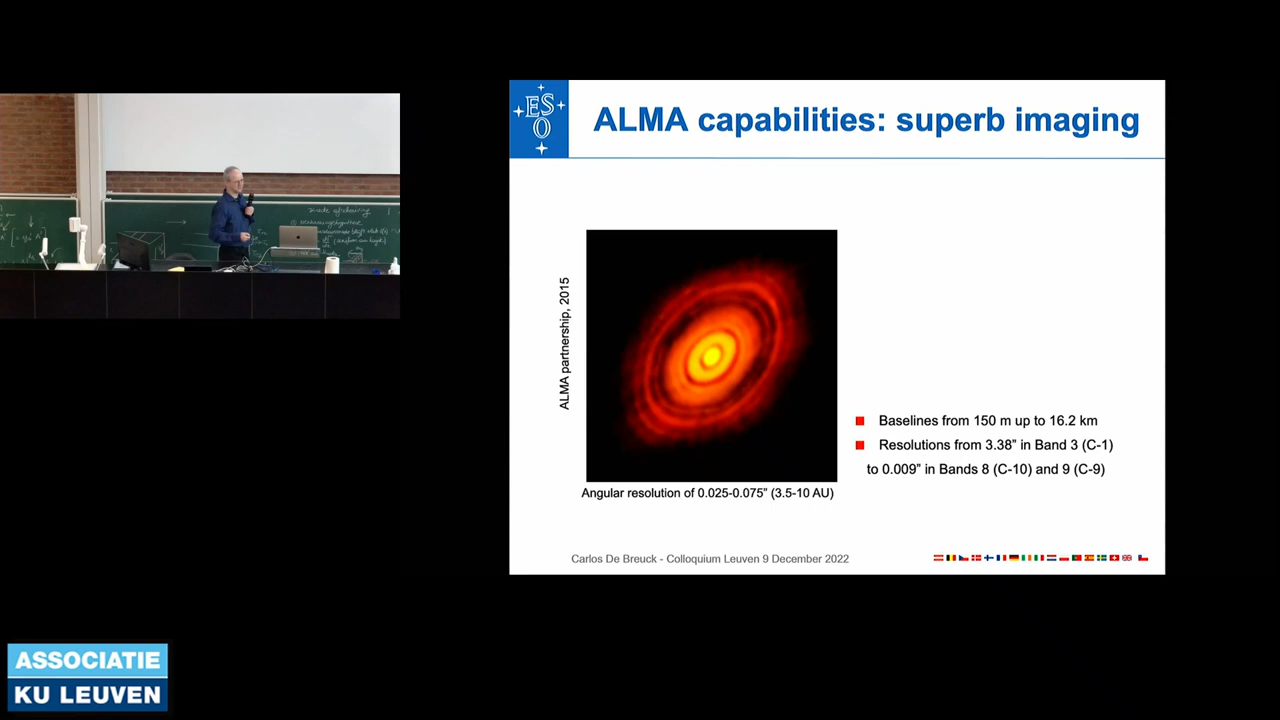 ESO
ALMA capabilities: superb imaging
ALMA partnership, 2015
Baselines from 150 m up to 16.2 km
Resolutions from 3.38” in Band 3 (C-1)
to 0.009” in Bands 8 (C-10) and 9 (C-9)
Angular resolution of 0.025-0.075” (3.5-10 AU)
Carlos De Breuck - Colloquium Leuven 9 December 2022
ASSOCIATIE
KU LEUVEN